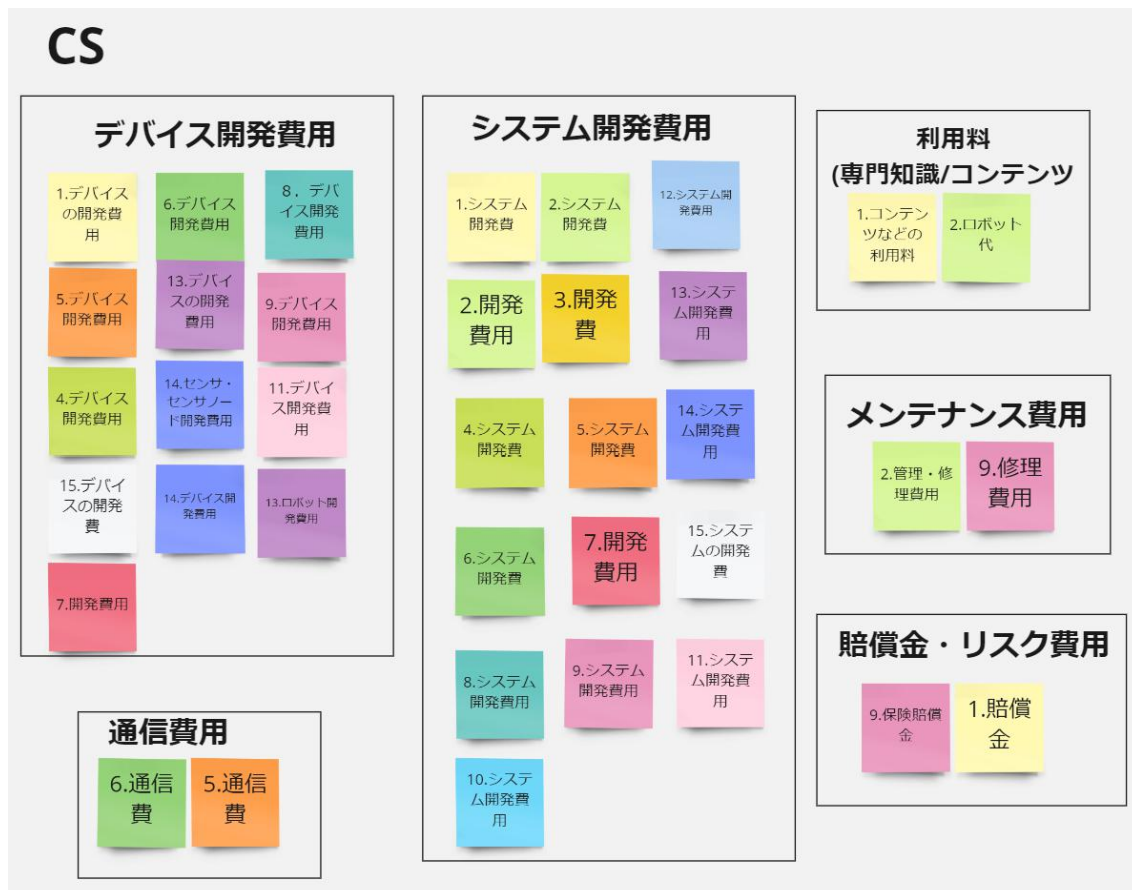 CS
デバイス開発費用
1.デバイス
の開発費
用
6.デバイス
開発費用
8．デバ
イス開発
費用
5.デバイス
開発費用
13.デバイ
スの開発
費用
9.デバイス
開発費用
4.デバイス
開発費用
14.センサ・
センサノー
ド開発費用
11.デバイ
ス開発費
用
15.デバイ
スの開発
費
14.デバイス開
発費用
13.ロボット開
発費用
7.開発費用
通信費用
6.通信
費
5.通信
費
システム開発費用
1.システム
開発費
2.システム
開発費
12.システム開
発費用
2.開発
費用
3.開発
費
13.システ
ム開発費
用
4.システム
開発費
5.システム
開発費
14.システ
ム開発費
用
6.システム
開発費
7.開発
費用
15.システ
ムの開発
費
8.システム
開発費用
9.システム
開発費用
11.システ
ム開発費
用
10.システ
ム開発費
用
利用料
(専門知識/コンテンツ
1.コンテン
ツなどの
利用料
2.ロボット
代
メンテナンス費用
2.管理・修
理費用
9.修理
費用
賠償金・リスク費用
9.保険賠償
金
1.賠償
金